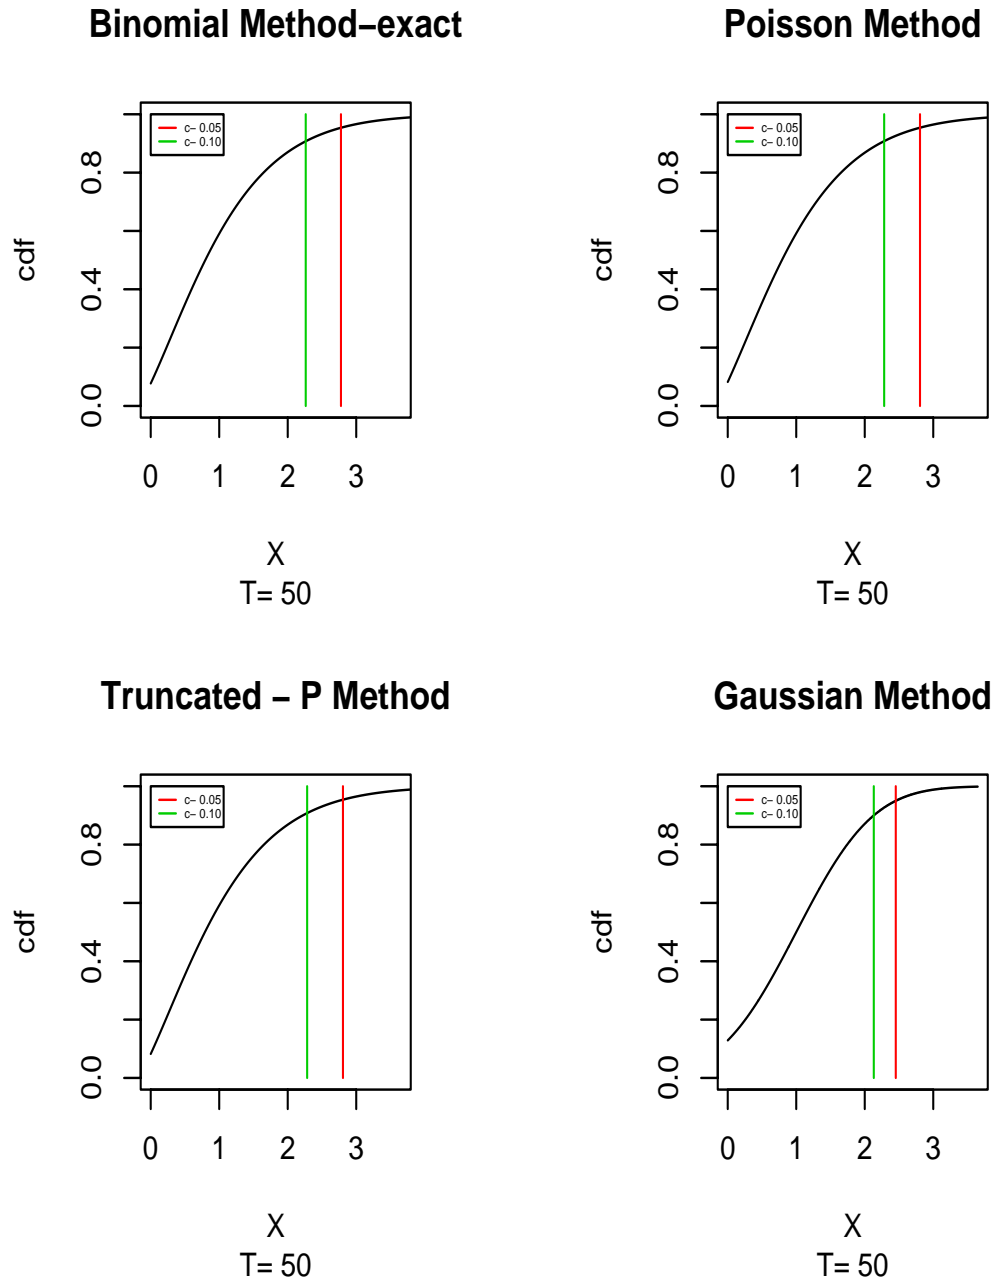 Binomial Method–exact
c– 0.05
c– 0.10
cdf
0.0
0.4
0.8
0 1 2 3
X
T= 50
Poisson Method
c– 0.05
c– 0.10
cdf
0.0
0.4
0.8
0 1 2 3
X
T= 50
Truncated – P Method
c– 0.05
c– 0.10
cdf
0.0
0.4
0.8
0 1 2 3
X
T= 50
Gaussian Method
c– 0.05
c– 0.10
cdf
0.0
0.4
0.8
0 1 2 3
X
T= 50